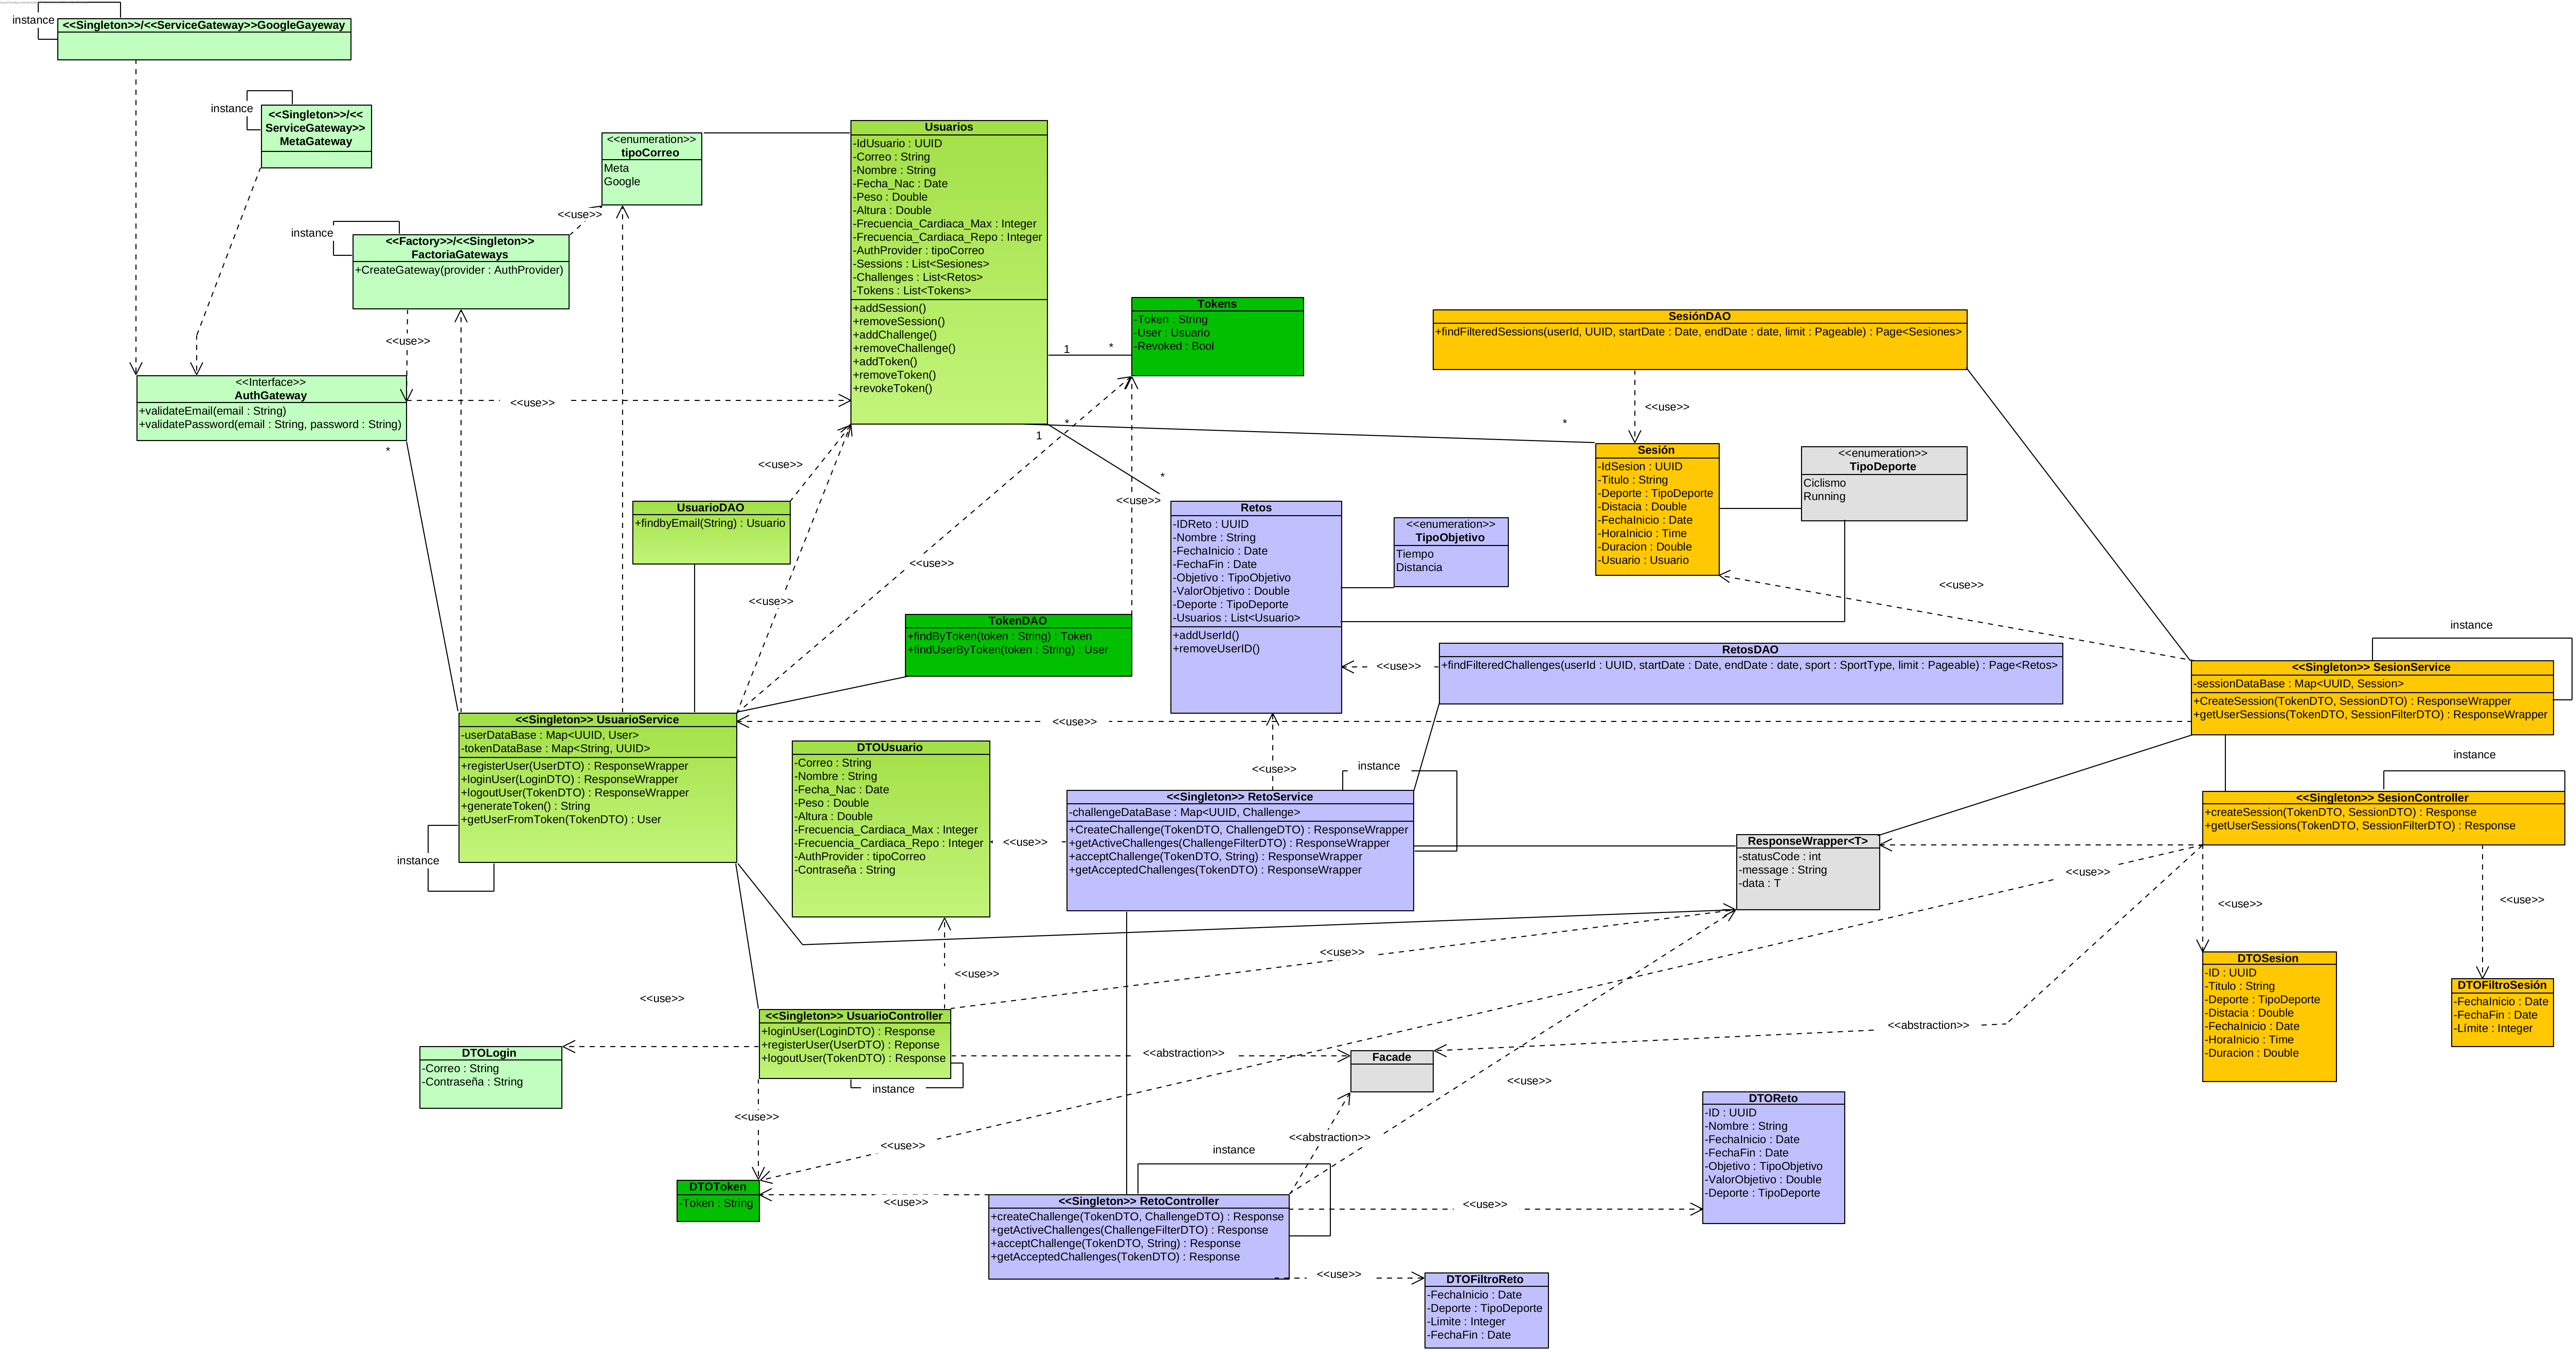 instance
<<Singleton>>/<<ServiceGateway>>GoogleGayeway
instance
<<Singleton>>/<<
ServiceGateway>>
MetaGateway
<<enumeration>>
tipoCorreo
Meta
Google
<<use>>
instance
<<Factory>>/<<Singleton>>
FactoriaGateways
+CreateGateway(provider : AuthProvider)
<<use>>
<<Interface>>
AuthGateway
+validateEmail(email : String)
+validatePassword(email : String, password : String)
*
<<use>>
Usuarios
-IdUsuario : UUID
-Correo : String
-Nombre : String
-Fecha_Nac : Date
-Peso : Double
-Altura : Double
-Frecuencia_Cardiaca_Max : Integer
-Frecuencia_Cardiaca_Repo : Integer
-AuthProvider : tipoCorreo
-Sessions : List<Sesiones>
-Challenges : List<Retos>
-Tokens : List<Tokens>
+addSession()
+removeSession()
+addChallenge()
+removeChallenge()
+addToken()
+removeToken()
+revokeToken()
Tokens
-Token : String
-User : Usuario
-Revoked : Bool
1
*
*
1
*
*
SesiónDAO
+findFilteredSessions(userId, UUID, startDate : Date, endDate : date, limit : Pageable) : Page<Sesiones>
<<use>>
Sesión
-IdSesion : UUID
-Titulo : String
-Deporte : TipoDeporte
-Distacia : Double
-FechaInicio : Date
-HoraInicio : Time
-Duracion : Double
-Usuario : Usuario
<<enumeration>>
TipoDeporte
Ciclismo
Running
<<use>>
<<use>>
UsuarioDAO
+findbyEmail(String) : Usuario
<<use>>
<<use>>
<<use>>
Retos
-IDReto : UUID
-Nombre : String
-FechaInicio : Date
-FechaFin : Date
-Objetivo : TipoObjetivo
-ValorObjetivo : Double
-Deporte : TipoDeporte
-Usuarios : List<Usuario>
+addUserId()
+removeUserID()
<<enumeration>>
TipoObjetivo
Tiempo
Distancia
TokenDAO
+findByToken(token : String) : Token
+findUserByToken(token : String) : User
<<use>>
RetosDAO
+findFilteredChallenges(userId : UUID, startDate : Date, endDate : date, sport : SportType, limit : Pageable) : Page<Retos>
instance
<<Singleton>> SesionService
-sessionDataBase : Map<UUID, Session>
+CreateSession(TokenDTO, SessionDTO) : ResponseWrapper
+getUserSessions(TokenDTO, SessionFilterDTO) : ResponseWrapper
<<use>>
<<Singleton>> UsuarioService
-userDataBase : Map<UUID, User>
-tokenDataBase : Map<String, UUID>
+registerUser(UserDTO) : ResponseWrapper
+loginUser(LoginDTO) : ResponseWrapper
+logoutUser(TokenDTO) : ResponseWrapper
+generateToken() : String
+getUserFromToken(TokenDTO) : User
instance
DTOUsuario
-Correo : String
-Nombre : String
-Fecha_Nac : Date
-Peso : Double
-Altura : Double
-Frecuencia_Cardiaca_Max : Integer
-Frecuencia_Cardiaca_Repo : Integer
-AuthProvider : tipoCorreo
-Contraseña : String
<<use>>
<<use>>
instance
<<Singleton>> RetoService
-challengeDataBase : Map<UUID, Challenge>
+CreateChallenge(TokenDTO, ChallengeDTO) : ResponseWrapper
+getActiveChallenges(ChallengeFilterDTO) : ResponseWrapper
+acceptChallenge(TokenDTO, String) : ResponseWrapper
+getAcceptedChallenges(TokenDTO) : ResponseWrapper
ResponseWrapper<T>
-statusCode : int
-message : String
-data : T
instance
<<Singleton>> SesionController
+createSession(TokenDTO, SessionDTO) : Response
+getUserSessions(TokenDTO, SessionFilterDTO) : Response
<<use>>
<<use>>
<<use>>
DTOSesion
-ID : UUID
-Titulo : String
-Deporte : TipoDeporte
-Distacia : Double
-FechaInicio : Date
-HoraInicio : Time
-Duracion : Double
DTOFiltroSesión
-FechaInicio : Date
-FechaFin : Date
-Límite : Integer
<<use>>
<<use>>
<<use>>
<<Singleton>> UsuarioController
+loginUser(LoginDTO) : Response
+registerUser(UserDTO) : Reponse
+logoutUser(TokenDTO) : Response
instance
DTOLogin
-Correo : String
-Contraseña : String
<<abstraction>>
<<abstraction>>
Facade
<<use>>
<<use>>
<<use>>
<<abstraction>>
DTOToken
-Token : String
<<use>>
instance
<<Singleton>> RetoController
+createChallenge(TokenDTO, ChallengeDTO) : Response
+getActiveChallenges(ChallengeFilterDTO) : Response
+acceptChallenge(TokenDTO, String) : Response
+getAcceptedChallenges(TokenDTO) : Response
<<use>>
DTOReto
-ID : UUID
-Nombre : String
-FechaInicio : Date
-FechaFin : Date
-Objetivo : TipoObjetivo
-ValorObjetivo : Double
-Deporte : TipoDeporte
<<use>>
DTOFiltroReto
-FechaInicio : Date
-Deporte : TipoDeporte
-Limite : Integer
-FechaFin : Date